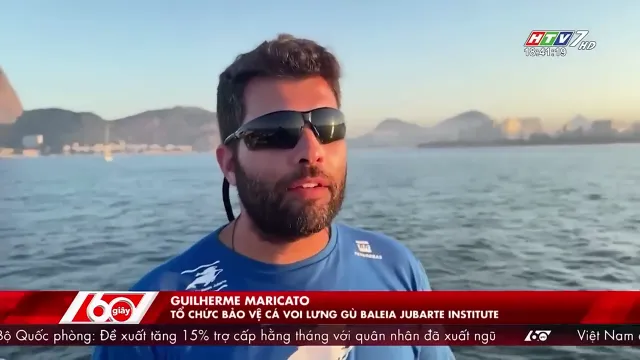 HTV7 HD
18:41:19
60 giây
GUILHERME MARICATO
TỔ CHỨC BẢO VỆ CÁ VOI LƯNG GÙ BALEIA JUBARTE INSTITUTE
Bộ Quốc phòng: Đề xuất tăng 15% trợ cấp hằng tháng với quân nhân đã xuất ngũ 60 Việt Nam